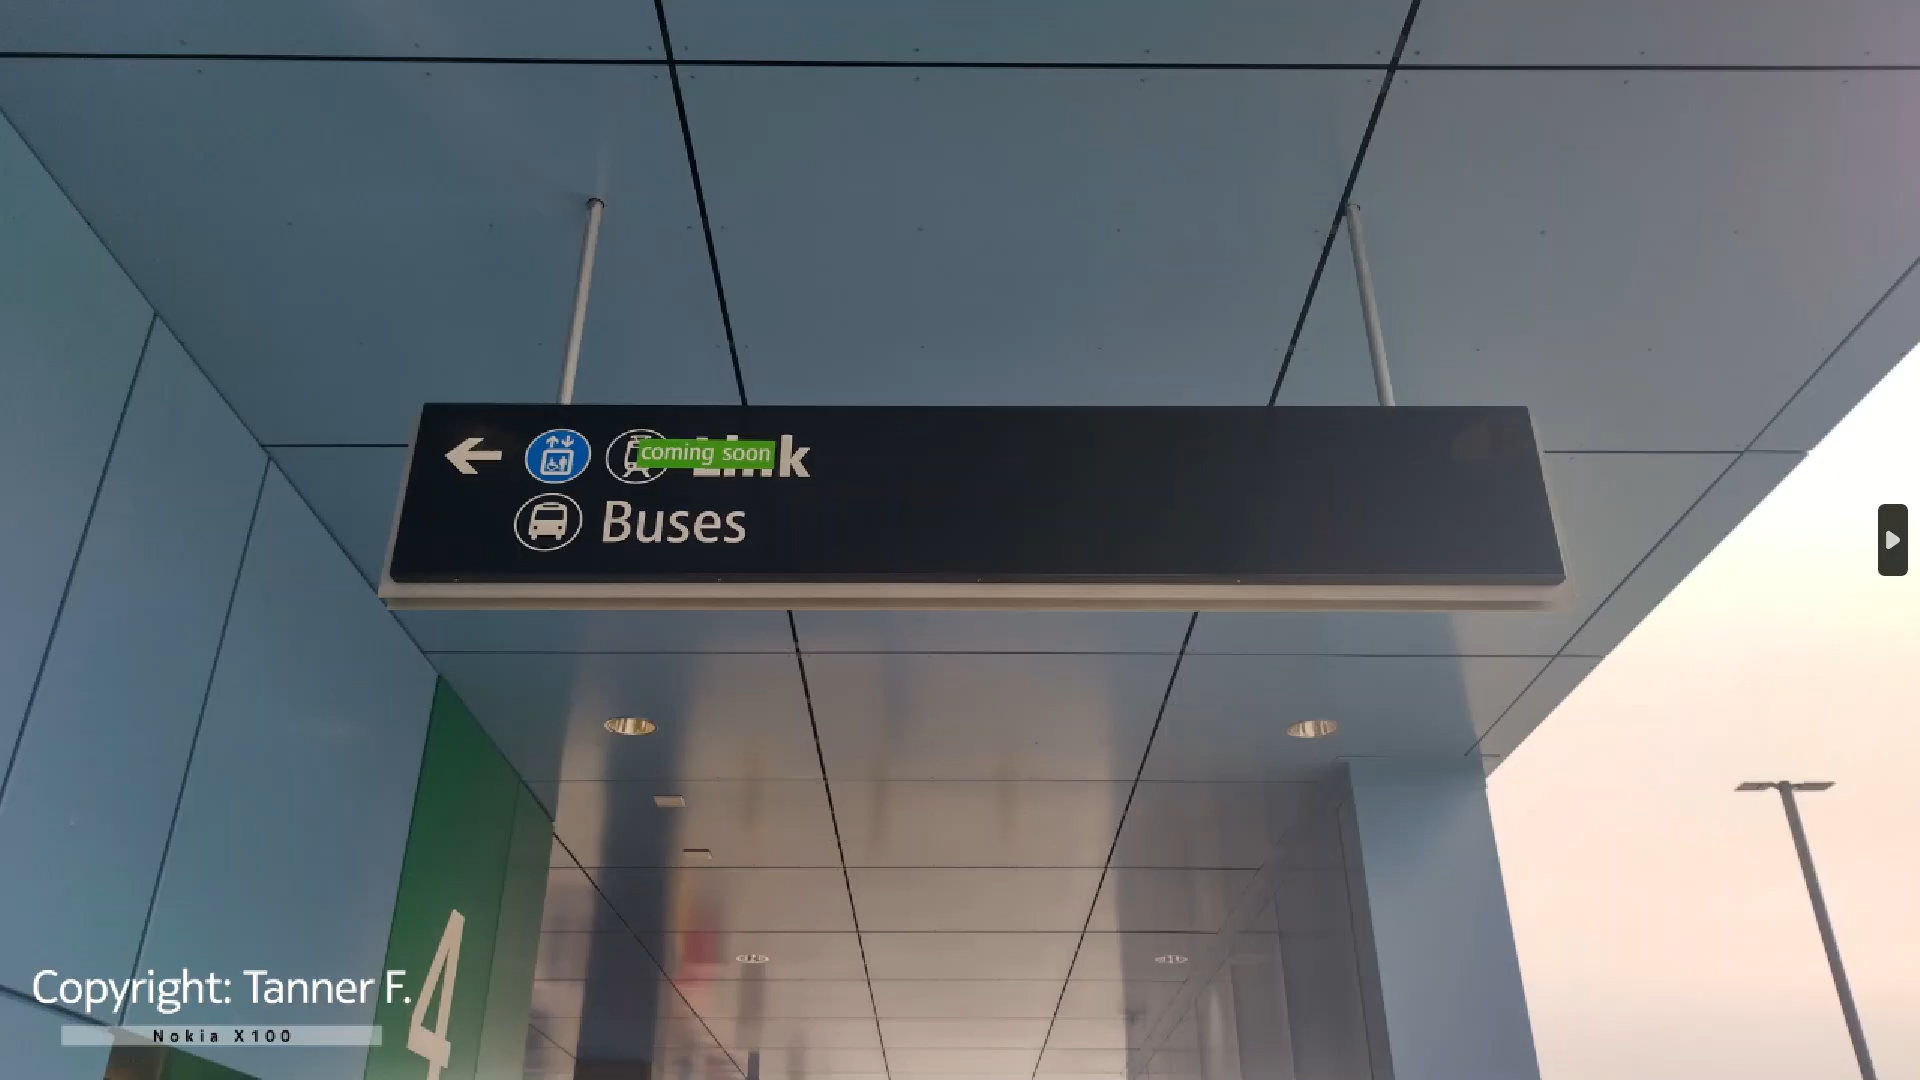 coming soon
Link
Buses
4
Copyright: Tanner F.
Nokia X100